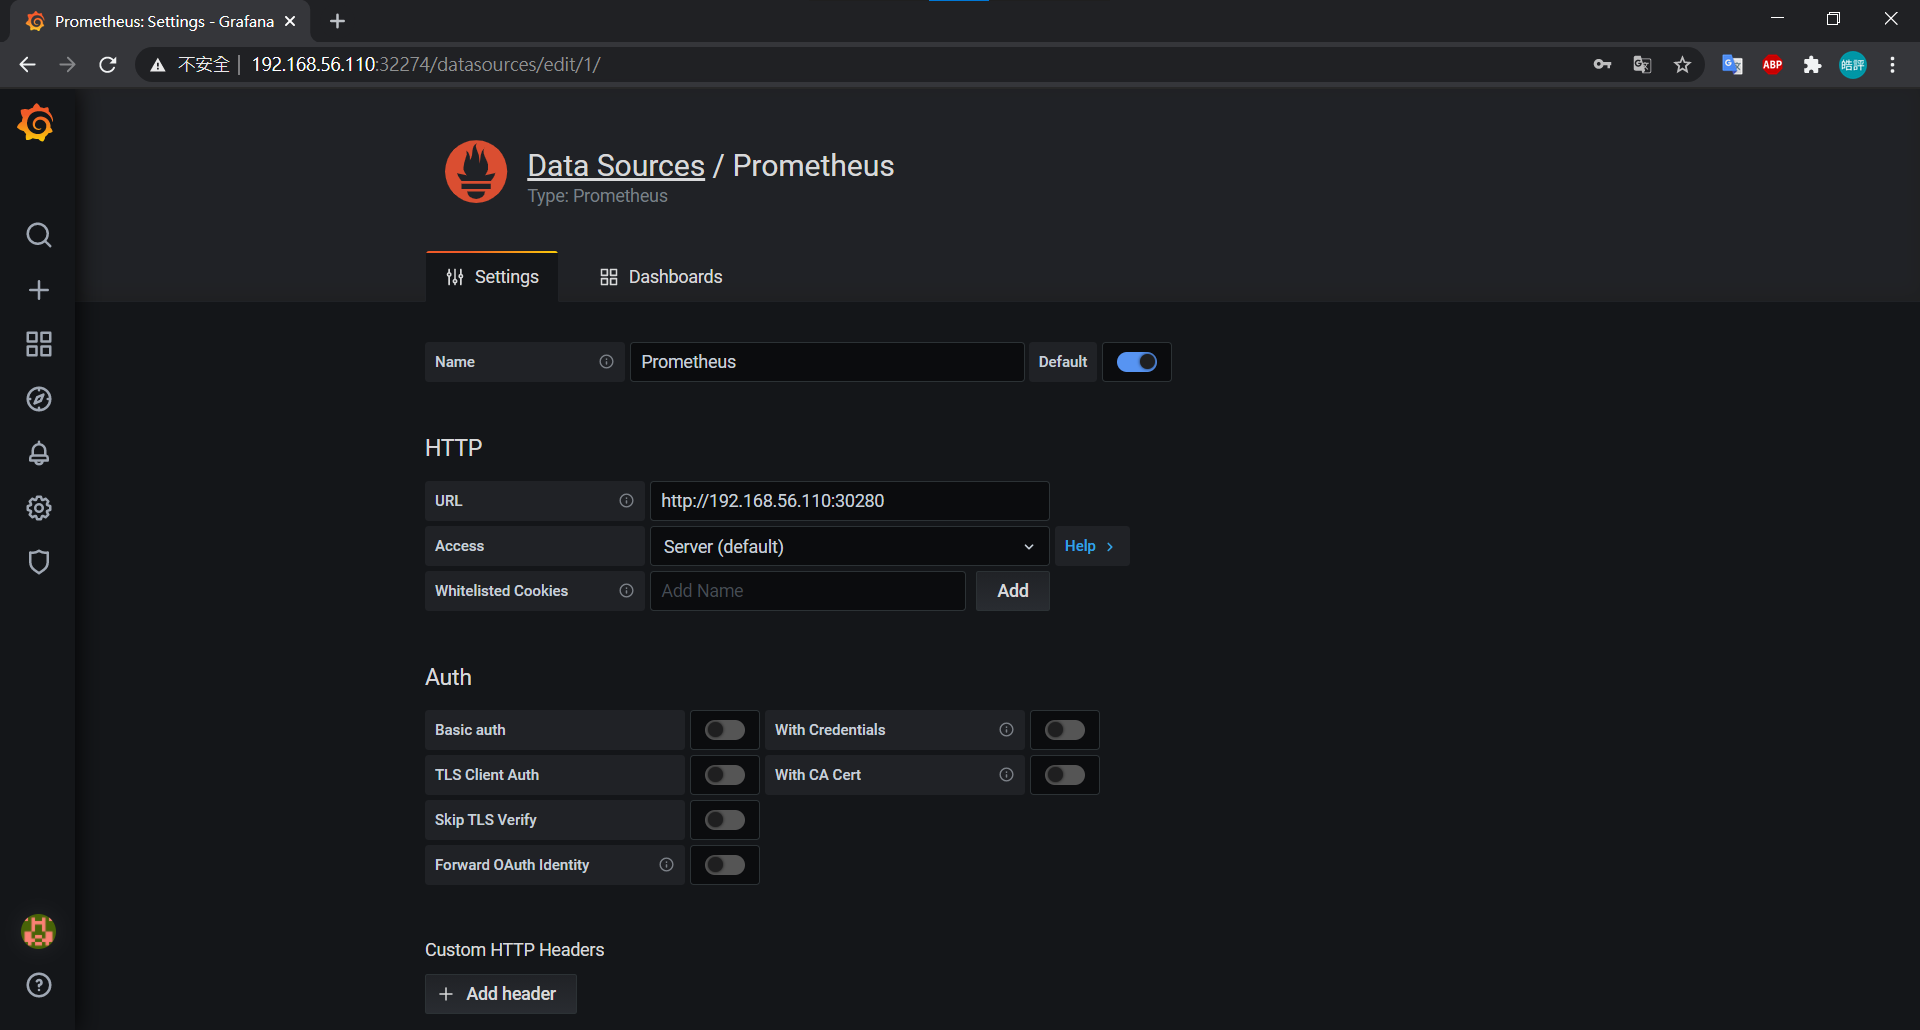 Prometheus: Settings - Grafana
不安全 | 192.168.56.110:32274/datasources/edit/1/
ABP
皓評
Data Sources / Prometheus
Type: Prometheus
Settings
Dashboards
Name
Prometheus
Default
HTTP
URL
http://192.168.56.110:30280
Access
Server (default)
Help
Whitelisted Cookies
Add Name
Add
Auth
Basic auth
With Credentials
TLS Client Auth
With CA Cert
Skip TLS Verify
Forward OAuth Identity
Custom HTTP Headers
Add header